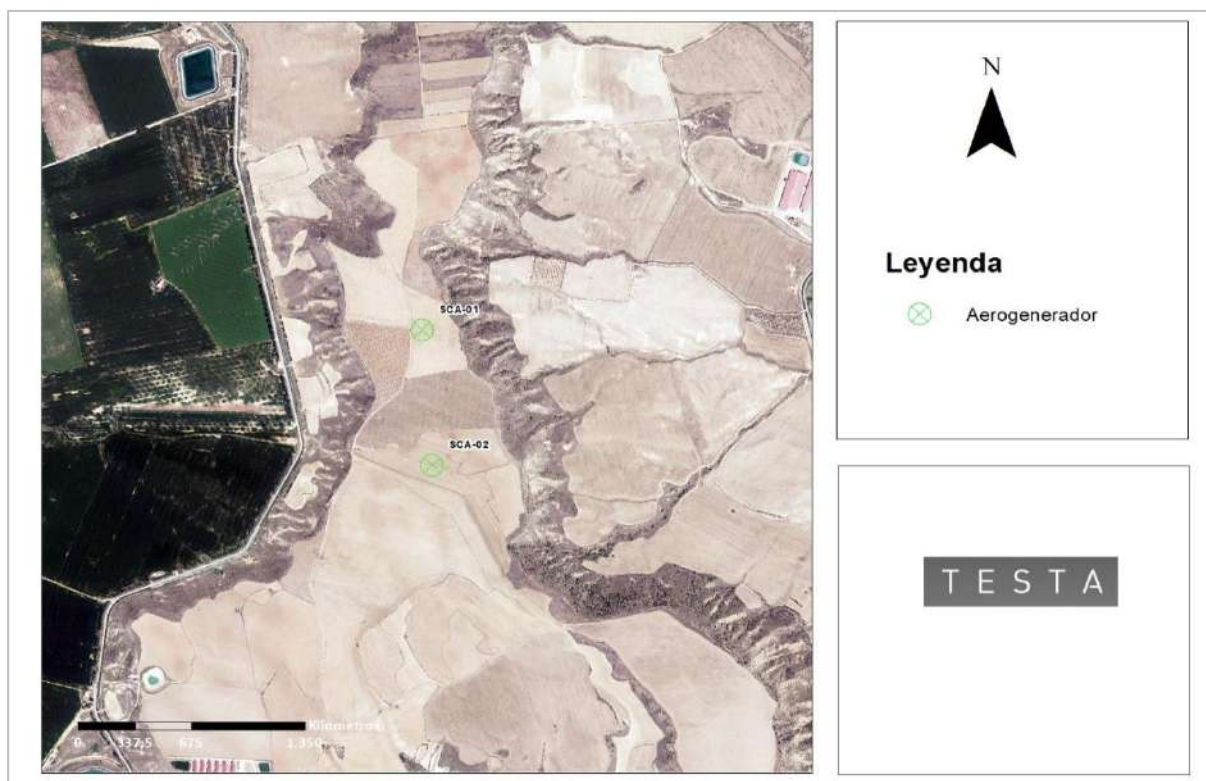 SCA-01
SCA-02
Kilometros
0 337,5 675 1.350
N
Leyenda
Aerogenerador
TESTA